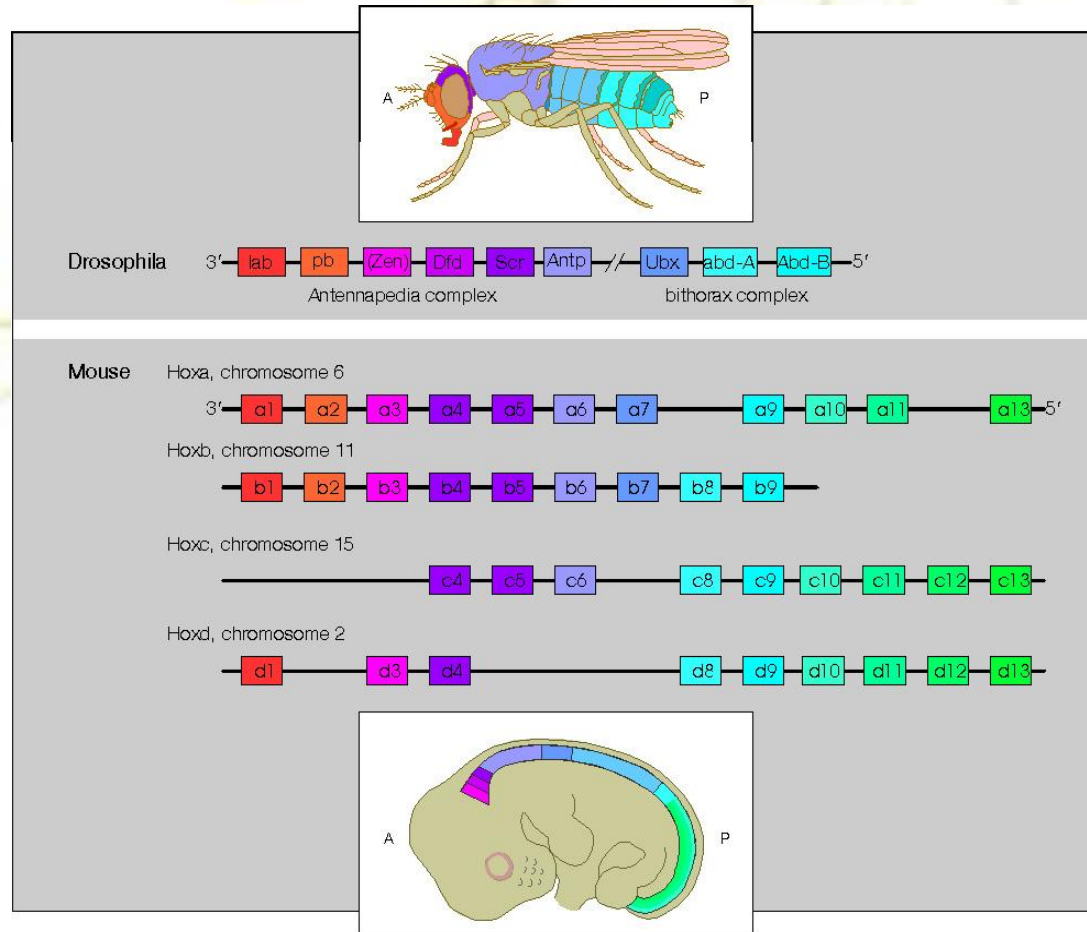 A P
Drosophila 3′ lab pb (Zen) Dfd Scr Antp // Ubx abd-A Abd-B 5′
Antennapedia complex bithorax complex
Mouse Hoxa, chromosome 6
3′ a1 a2 a3 a4 a5 a6 a7 a9 a10 a11 a13 5′
Hoxb, chromosome 11
b1 b2 b3 b4 b5 b6 b7 b8 b9
Hoxc, chromosome 15
c4 c5 c6 c8 c9 c10 c11 c12 c13
Hoxd, chromosome 2
d1 d3 d4 d8 d9 d10 d11 d12 d13
A P